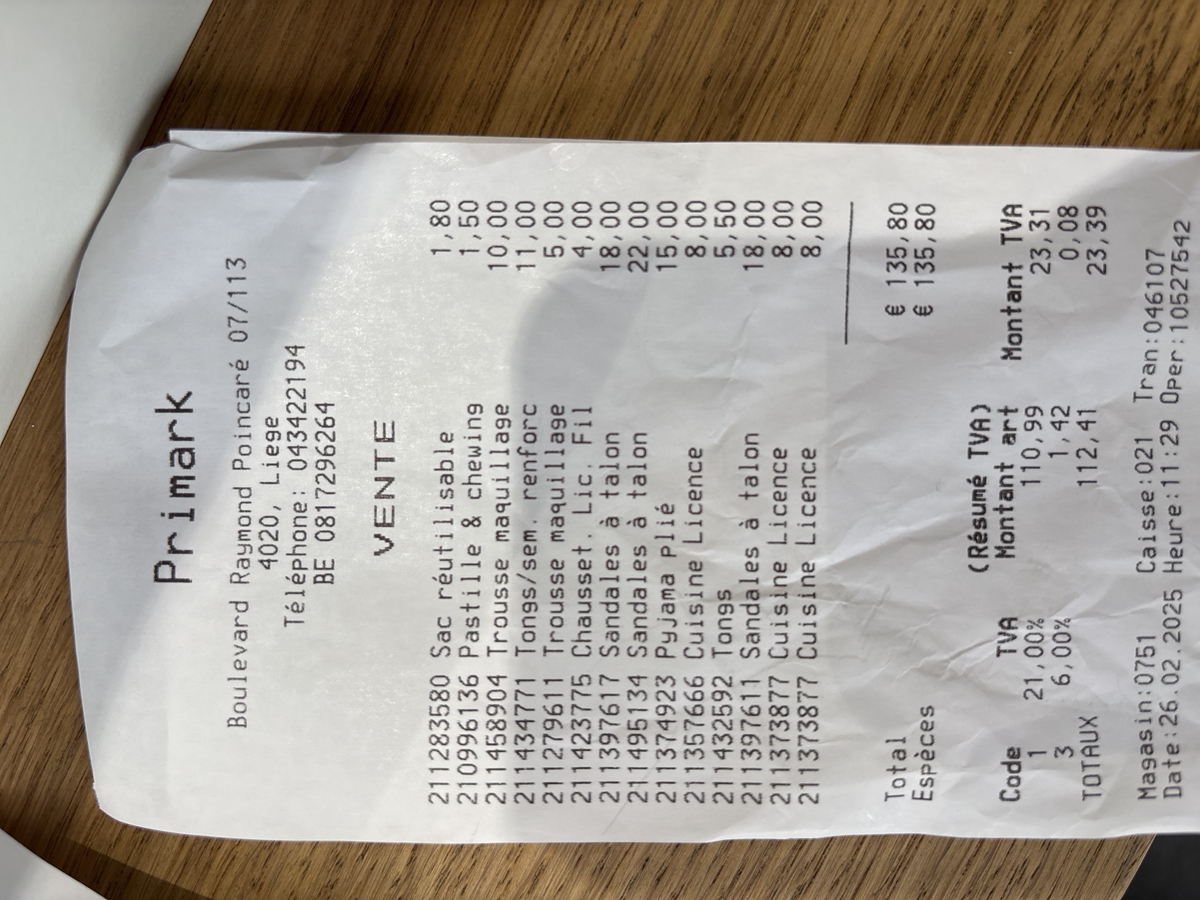 Primark
Boulevard Raymond Poincaré 07/113
4020, Liege
Téléphone: 043422194
BE 0817296264
VENTE
211283580 Sac réutilisable 1,80
210996136 Pastille & chewing 1,50
211458904 Trousse maquillage 10,00
211434771 Tongs/sem. renforc 11,00
211279611 Trousse maquillage 5,00
211423775 Chausset. Lic. Fil 4,00
211397617 Sandales à talon 18,00
211495134 Sandales à talon 22,00
211374923 Pyjama Plié 15,00
211357666 Cuisine Licence 8,00
211432592 Tongs 5,50
211397611 Sandales à talon 18,00
211373877 Cuisine Licence 8,00
211373877 Cuisine Licence 8,00
Total € 135,80
Espèces € 135,80
(Résumé TVA)
Code TVA Montant art Montant TVA
1 21,00% 110,99 23,31
3 6,00% 1,42 0,08
TOTAUX 112,41 23,39
Magasin:0751 Caisse:021 Tran:046107
Date:26.02.2025 Heure:11:29 Oper:10527542